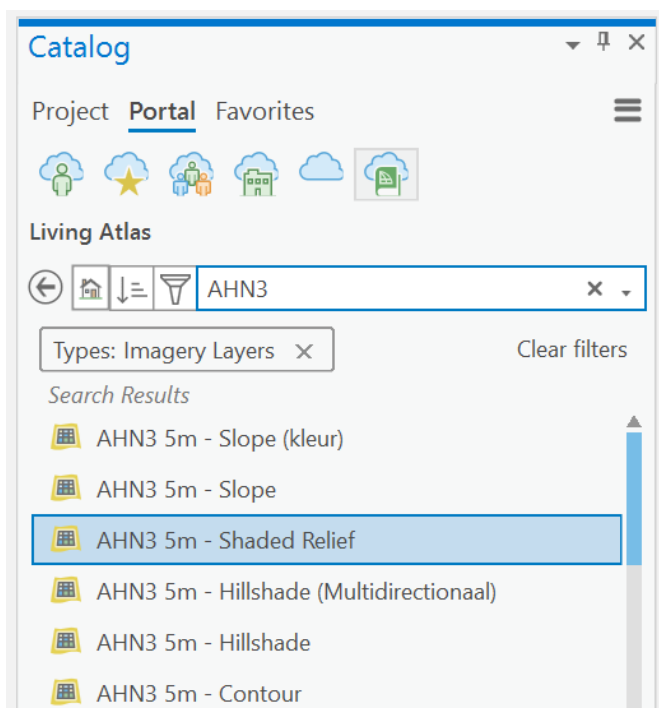 Catalog
Project Portal Favorites
Living Atlas
AHN3
Types: Imagery Layers
Clear filters
Search Results
AHN3 5m - Slope (kleur)
AHN3 5m - Slope
AHN3 5m - Shaded Relief
AHN3 5m - Hillshade (Multidirectionaal)
AHN3 5m - Hillshade
AHN3 5m - Contour